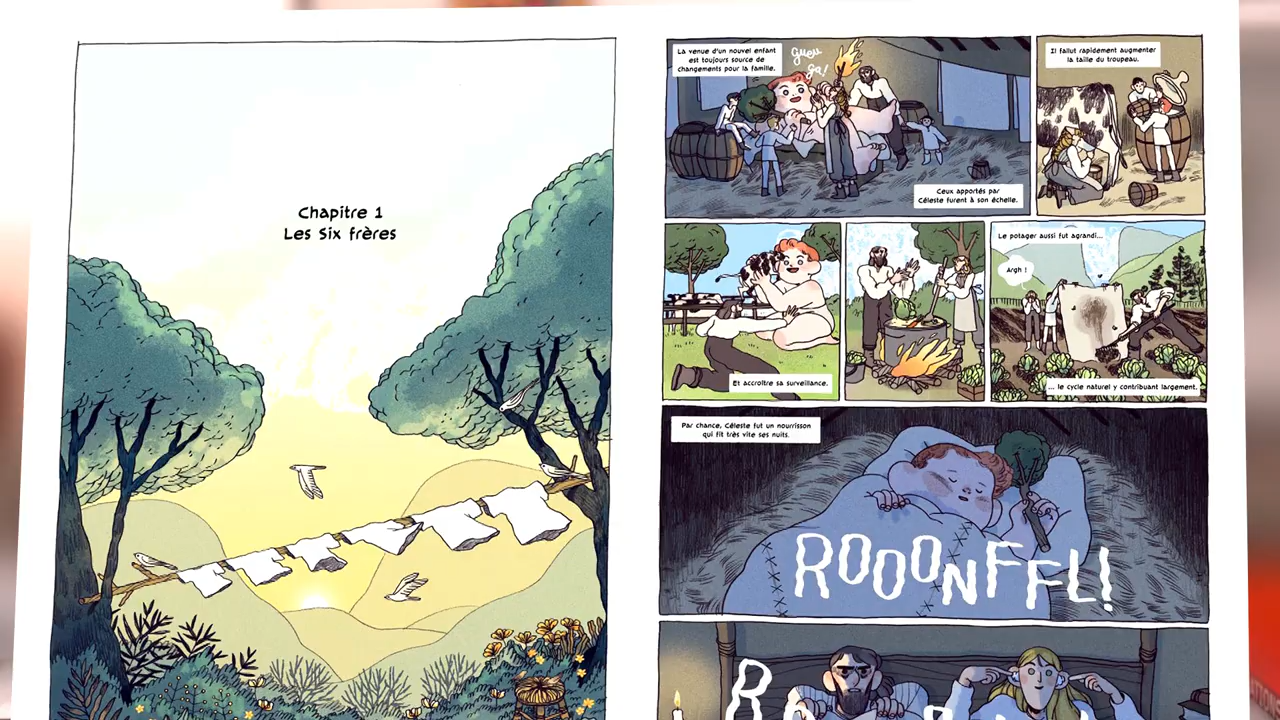 Chapitre 1
Les Six frères
La venue d'un nouvel enfant
est toujours source de
changements pour la famille.
Gueu
ga!
Ceux apportés par
Céleste furent à son échelle.
Il fallut rapidement augmenter
la taille du troupeau.
Et accroître sa surveillance.
Le potager aussi fut agrandi...
Argh !
... le cycle naturel y contribuant largement.
Par chance, Céleste fut un nourrisson
qui fit très vite ses nuits.
ROOONFFL!